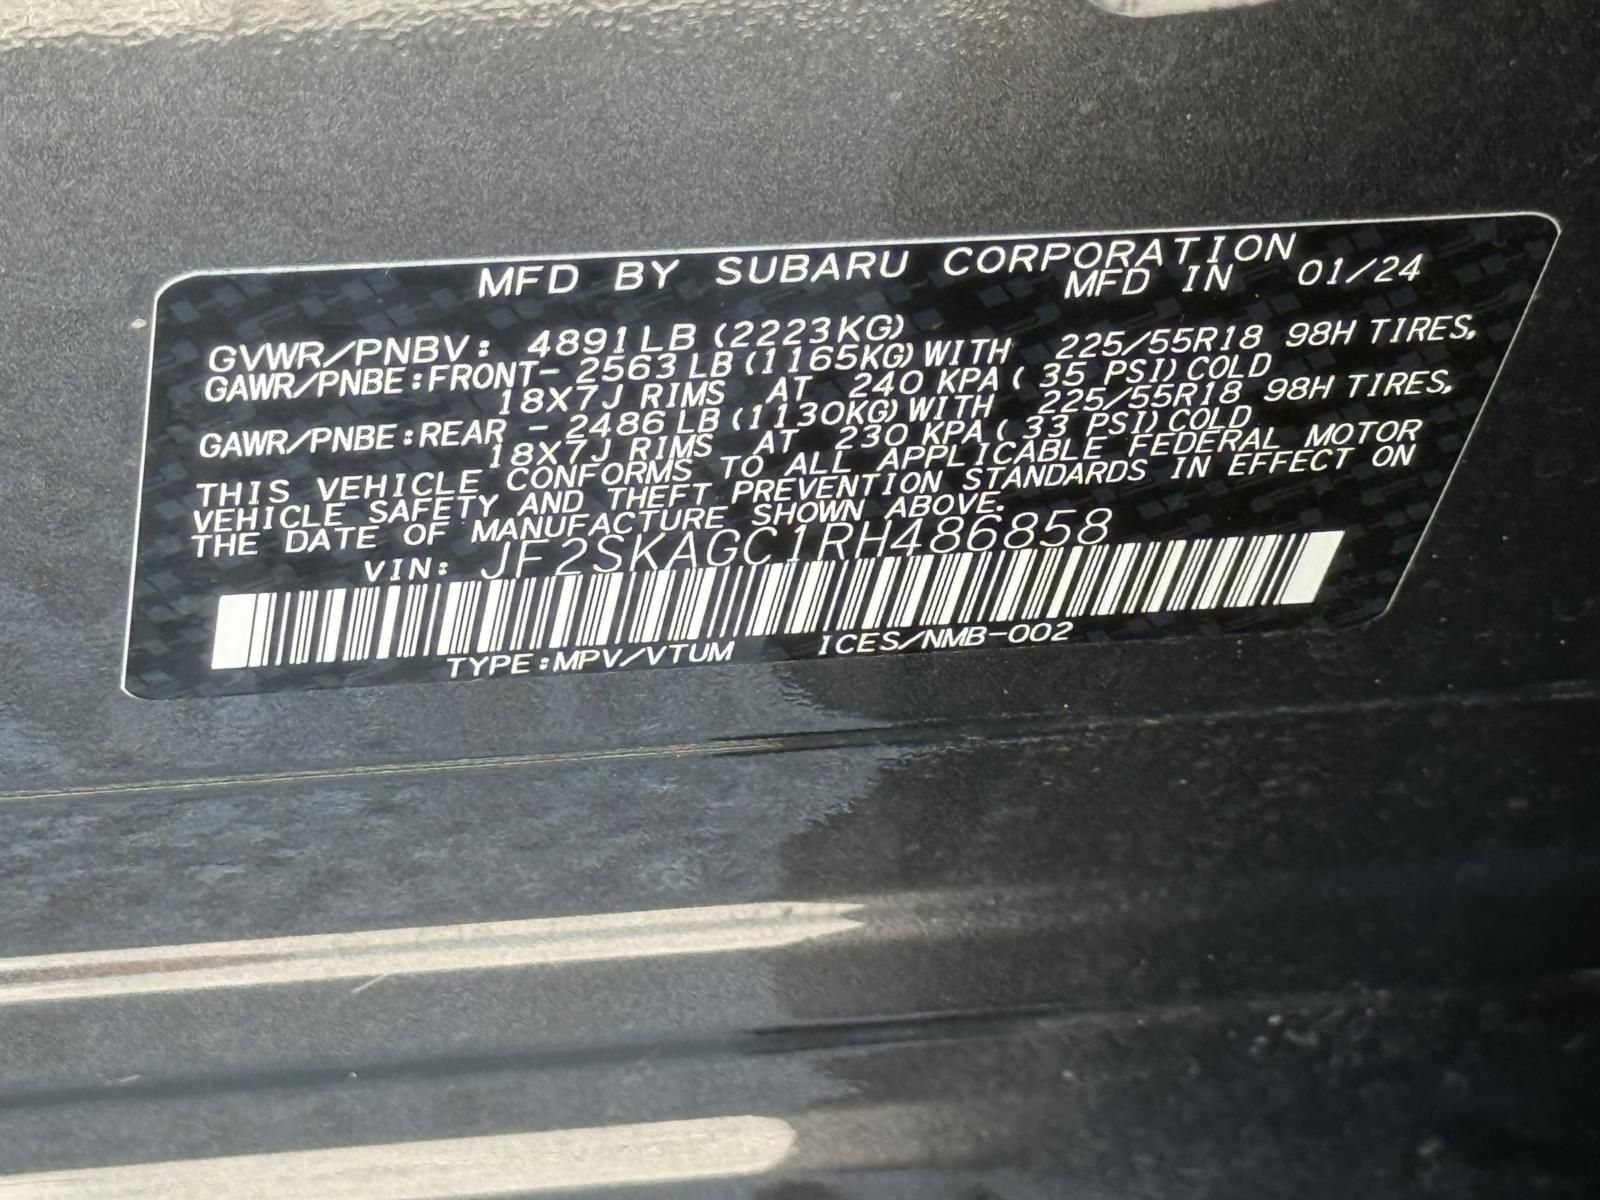 MFD BY SUBARU CORPORATION
MFD IN 01/24
GVWR/PNBV: 4891LB (2223KG)
GAWR/PNBE:FRONT- 2563LB(1165KG)WITH 225/55R18 98H TIRES,
18X7J RIMS AT 240 KPA( 35 PSI)COLD
GAWR/PNBE:REAR - 2486LB(1130KG)WITH 225/55R18 98H TIRES,
18X7J RIMS AT 230 KPA( 33 PSI)COLD
THIS VEHICLE CONFORMS TO ALL APPLICABLE FEDERAL MOTOR
VEHICLE SAFETY AND THEFT PREVENTION STANDARDS IN EFFECT ON
THE DATE OF MANUFACTURE SHOWN ABOVE.
VIN: JF2SKAGC1RH486858
TYPE:MPV/VTUM ICES/NMB-002